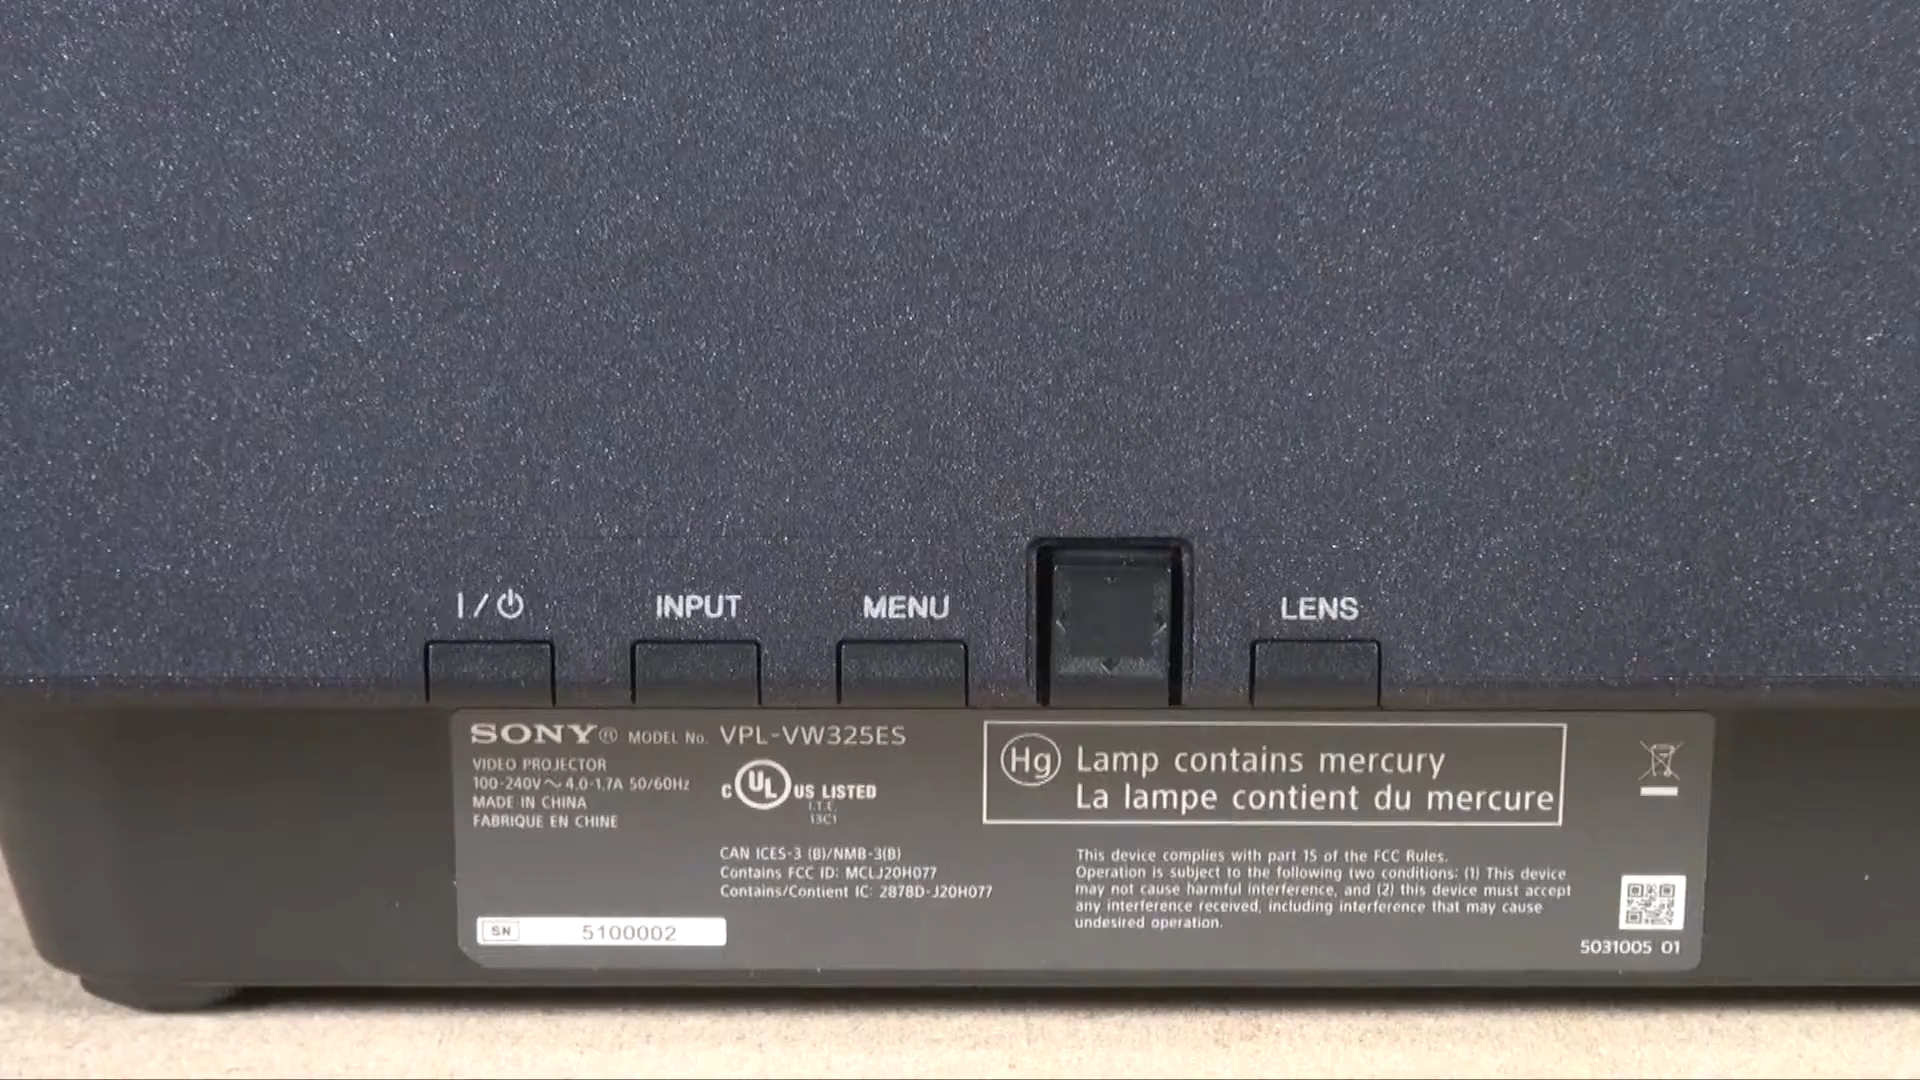 I / ⏻
INPUT
MENU
LENS
SONY® MODEL No. VPL-VW325ES
VIDEO PROJECTOR
100-240V ~ 4.0-1.7A 50/60Hz
MADE IN CHINA
FABRIQUE EN CHINE
C UL US LISTED
I.T.E.
13C1
CAN ICES-3 (B)/NMB-3(B)
Contains FCC ID: MCLJ20H077
Contains/Contient IC: 2878D-J20H077
SN 5100002
Hg Lamp contains mercury
La lampe contient du mercure
This device complies with part 15 of the FCC Rules.
Operation is subject to the following two conditions: (1) This device
may not cause harmful interference, and (2) this device must accept
any interference received, including interference that may cause
undesired operation.
5031005 01